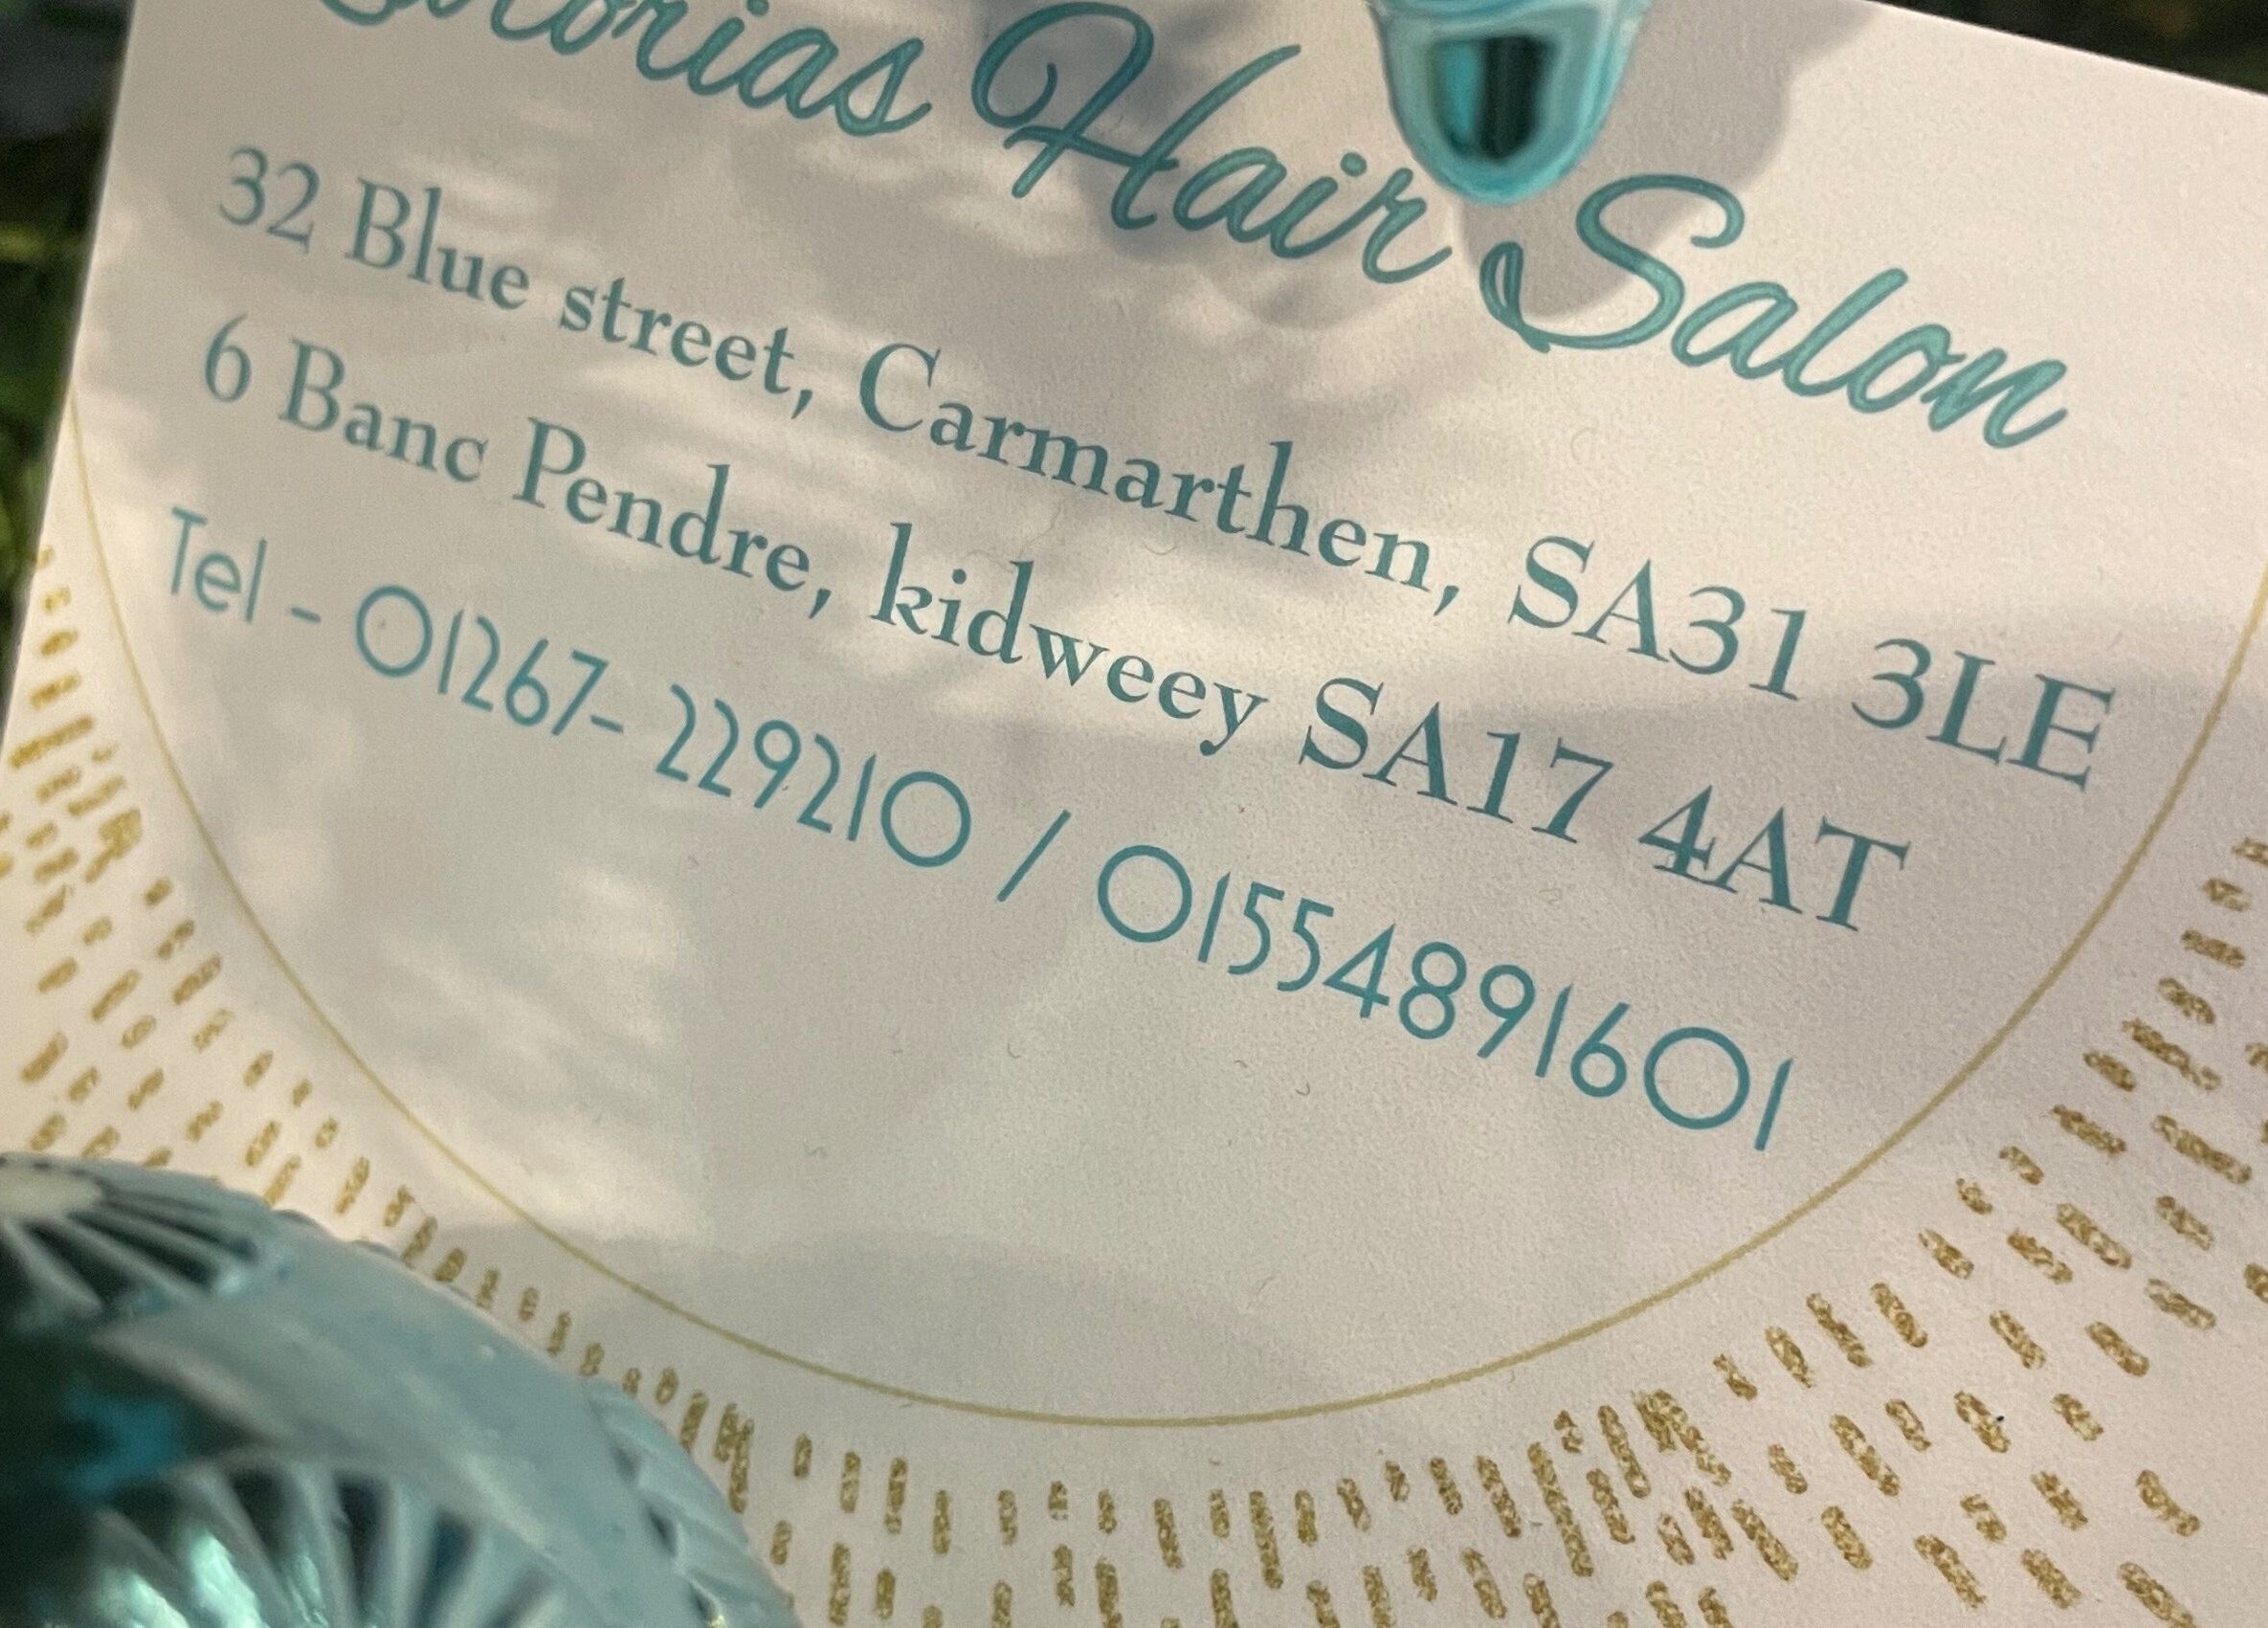 Hair Salon
32 Blue street, Carmarthen, SA31 3LE
6 Banc Pendre, kidweey SA17 4AT
Tel - 01267- 229210 / 01554891601